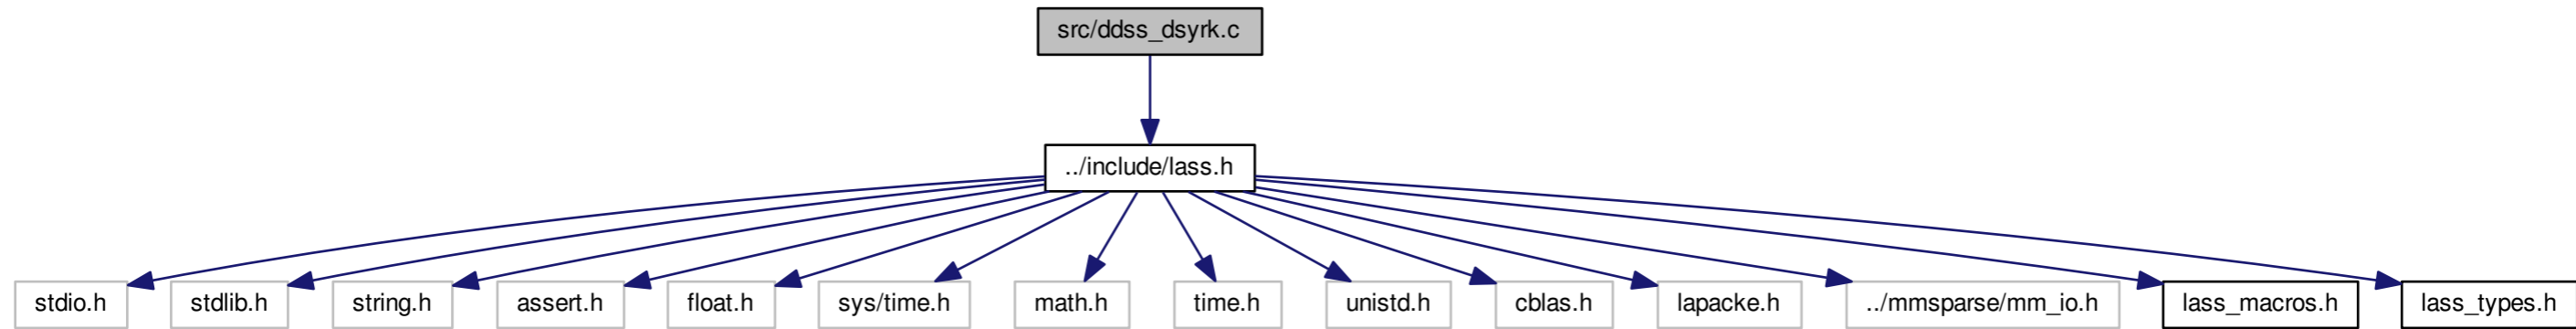 src/ddss_dsyrk.c
../include/lass.h
stdio.h
stdlib.h
string.h
assert.h
float.h
sys/time.h
math.h
time.h
unistd.h
cblas.h
lapacke.h
../mmsparse/mm_io.h
lass_macros.h
lass_types.h